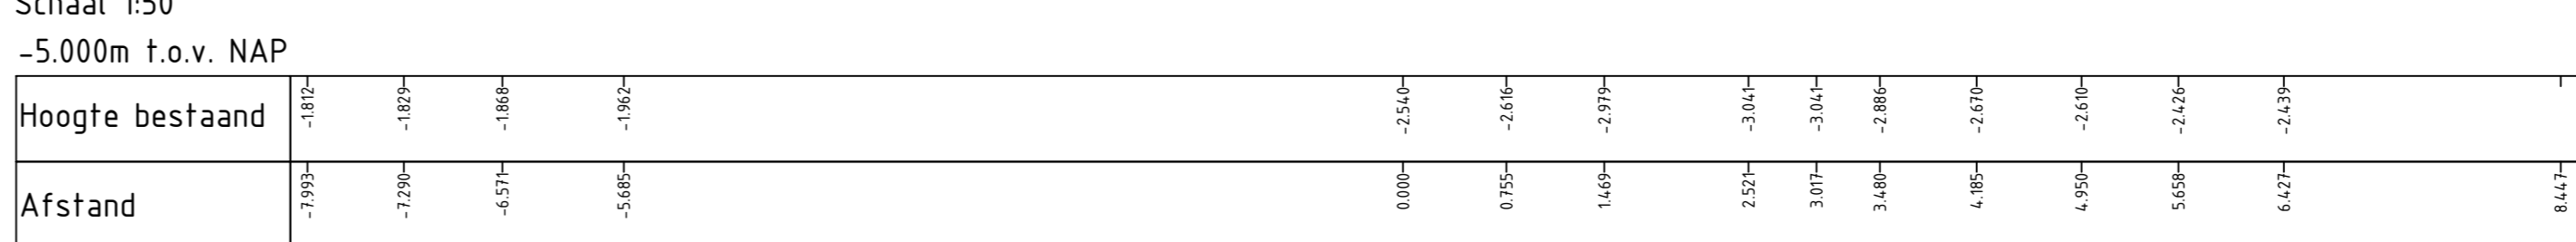 Schaal 1:50
-5.000m t.o.v. NAP
Hoogte bestaand -1.812 -1.829 -1.868 -1.962 -2.540 -2.616 -2.979 -3.041 -3.041 -2.886 -2.670 -2.610 -2.426 -2.439
Afstand -7.993 -7.290 -6.571 -5.685 0.000 0.755 1.469 2.521 3.017 3.480 4.185 4.950 5.658 6.427 8.447